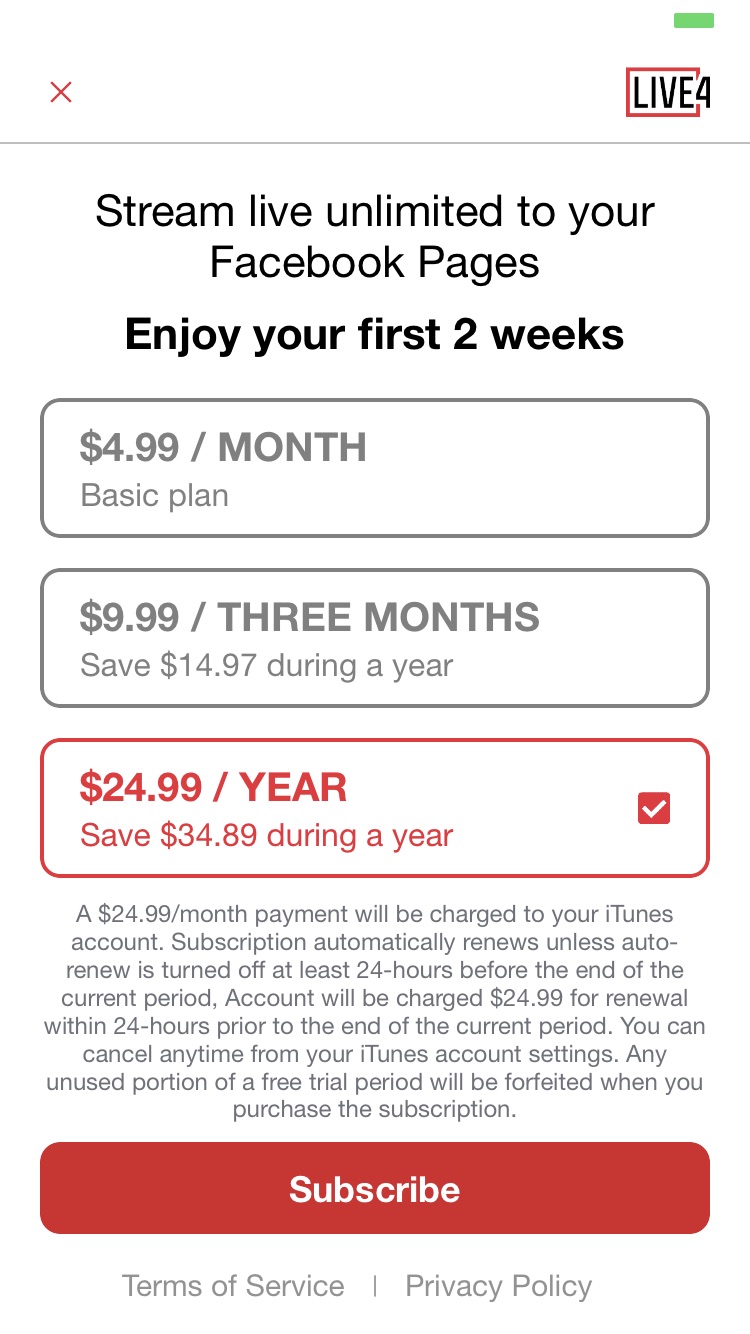 LIVE4
Stream live unlimited to your
Facebook Pages
Enjoy your first 2 weeks
$4.99 / MONTH
Basic plan
$9.99 / THREE MONTHS
Save $14.97 during a year
$24.99 / YEAR
Save $34.89 during a year
A $24.99/month payment will be charged to your iTunes
account. Subscription automatically renews unless auto-
renew is turned off at least 24-hours before the end of the
current period, Account will be charged $24.99 for renewal
within 24-hours prior to the end of the current period. You can
cancel anytime from your iTunes account settings. Any
unused portion of a free trial period will be forfeited when you
purchase the subscription.
Subscribe
Terms of Service | Privacy Policy